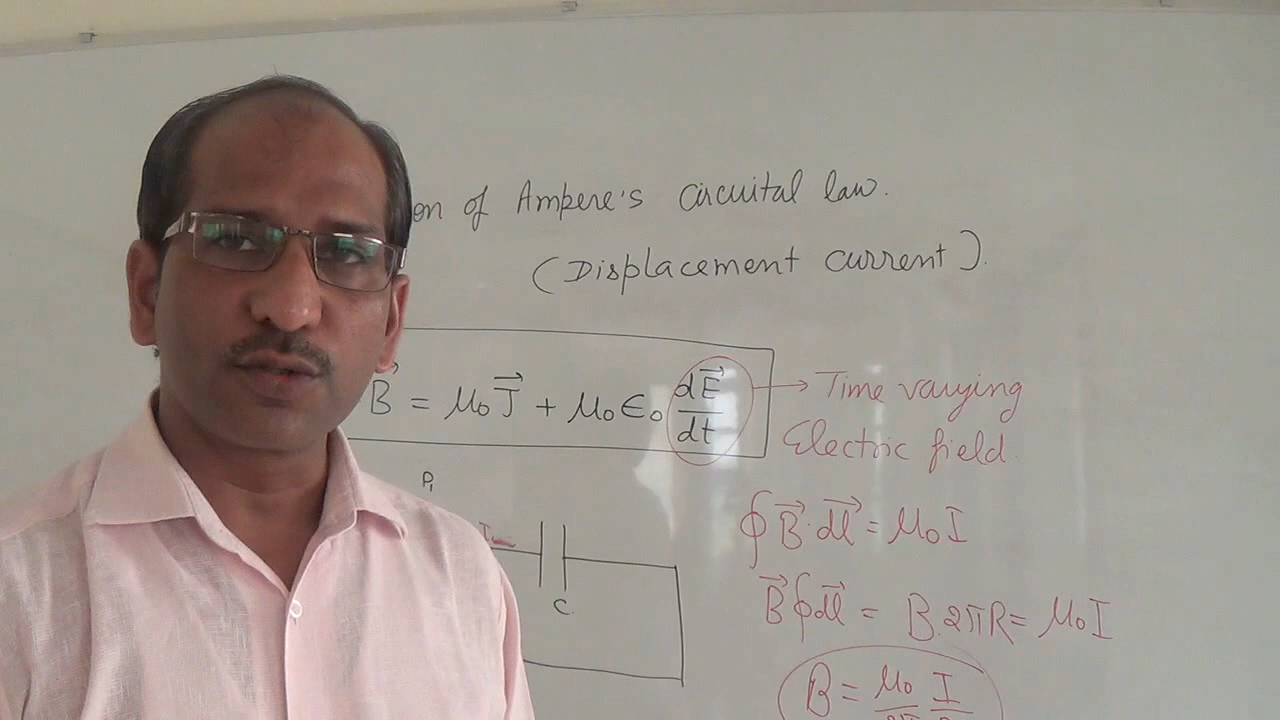 on of Ampere's Circuital law.
(Displacement current).
B⃗ = μ₀J⃗ + μ₀ε₀ dE⃗/dt → Time varying
Electric field
P₁
I
C
∮B⃗·dl⃗ = μ₀I
B⃗∮dl⃗ = B.2πR = μ₀I
B = μ₀ I